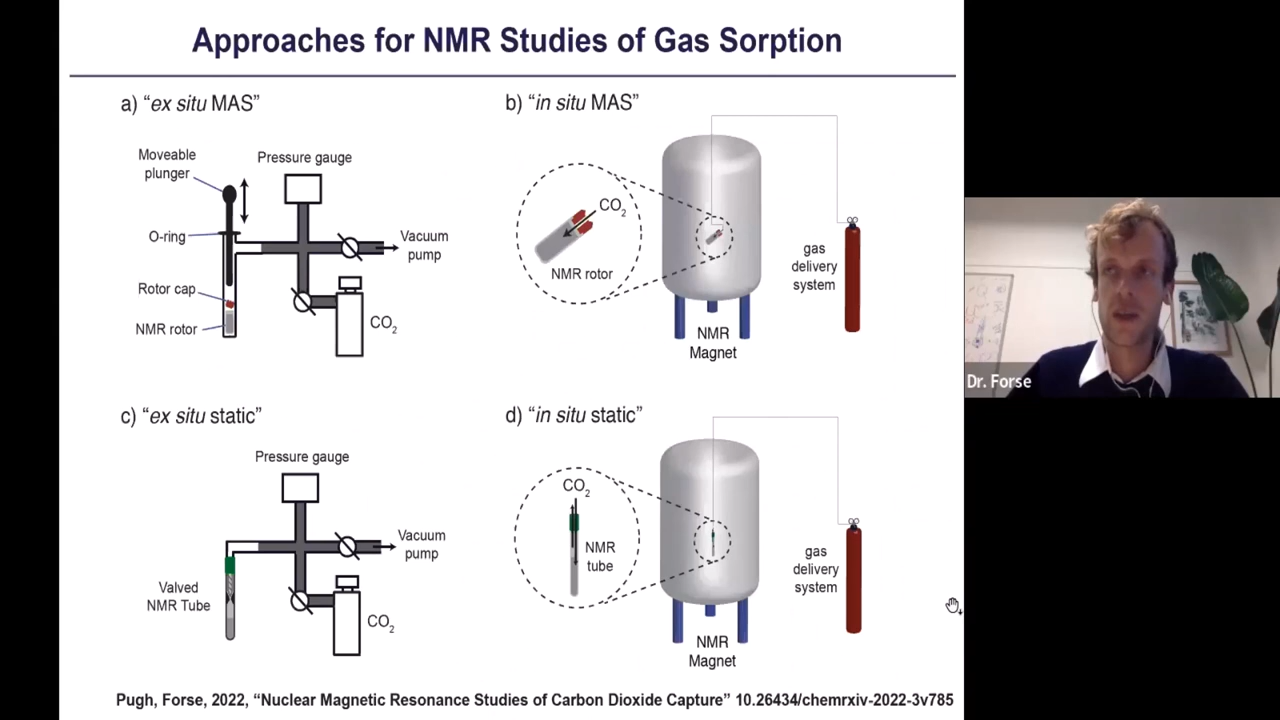 Approaches for NMR Studies of Gas Sorption
a) “ex situ MAS”
Moveable
plunger
Pressure gauge
O-ring
Vacuum
pump
Rotor cap
NMR rotor
CO2
b) “in situ MAS”
CO2
NMR rotor
gas
delivery
system
NMR
Magnet
c) “ex situ static”
Pressure gauge
Vacuum
pump
Valved
NMR Tube
CO2
d) “in situ static”
CO2
NMR
tube
gas
delivery
system
NMR
Magnet
Pugh, Forse, 2022, “Nuclear Magnetic Resonance Studies of Carbon Dioxide Capture” 10.26434/chemrxiv-2022-3v785
Dr. Forse